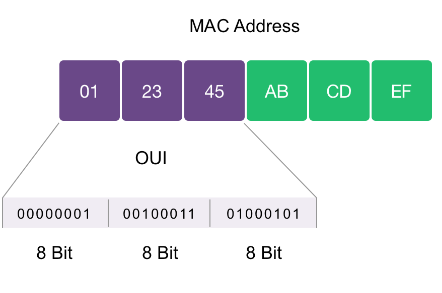 MAC Address
01 23 45 AB CD EF
OUI
00000001 00100011 01000101
8 Bit 8 Bit 8 Bit